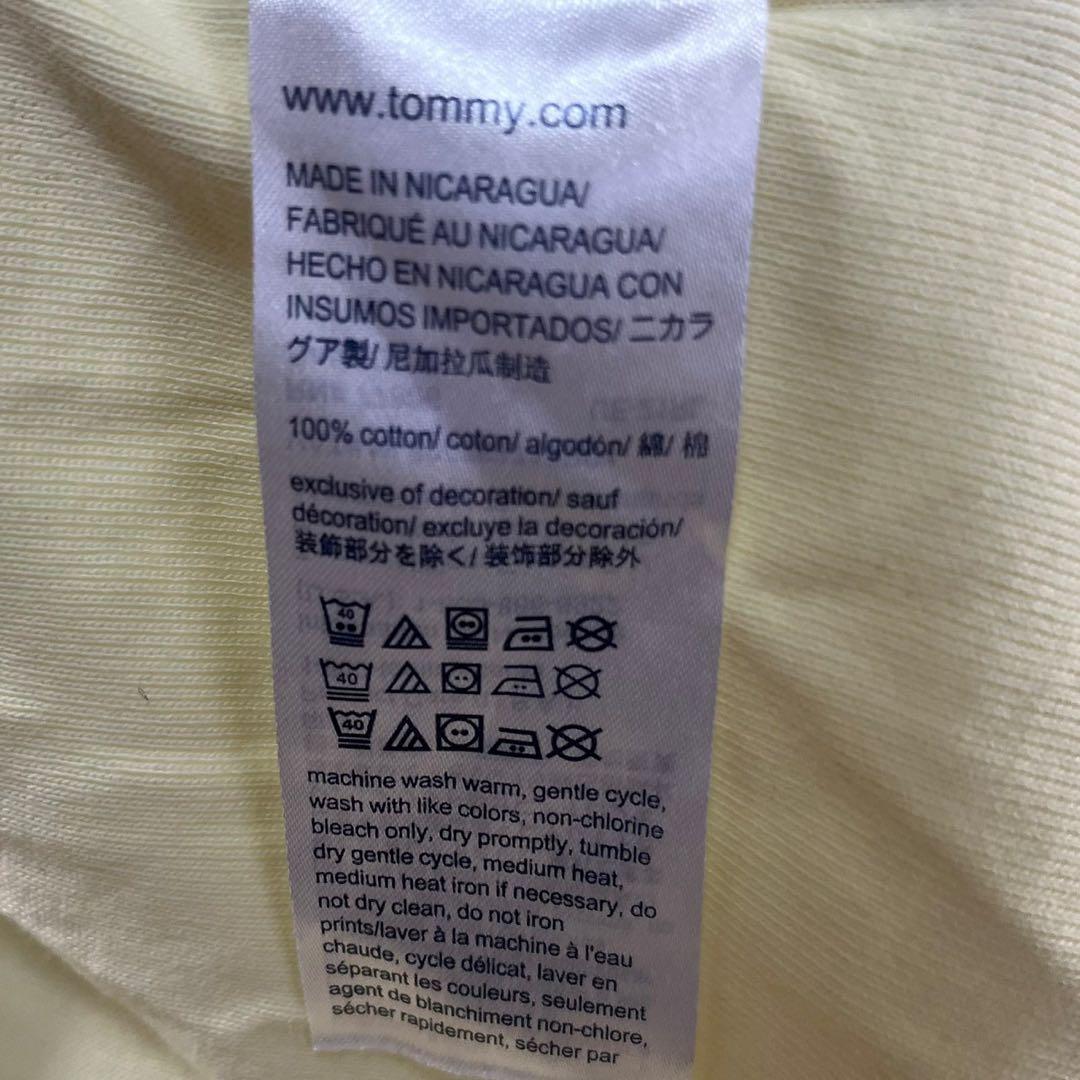 www.tommy.com
MADE IN NICARAGUA/
FABRIQUÉ AU NICARAGUA/
HECHO EN NICARAGUA CON
INSUMOS IMPORTADOS/ ニカラ
グア製/ 尼加拉瓜制造
100% cotton/ coton/ algodón/ 綿/ 棉
exclusive of decoration/ sauf
décoration/ excluye la decoración/
装飾部分を除く/ 装饰部分除外
40
40
40
machine wash warm, gentle cycle,
wash with like colors, non-chlorine
bleach only, dry promptly, tumble
dry gentle cycle, medium heat,
medium heat iron if necessary, do
not dry clean, do not iron
prints/laver à la machine à l'eau
chaude, cycle délicat, laver en
séparant les couleurs, seulement
agent de blanchiment non-chlore,
sécher rapidement, sécher par